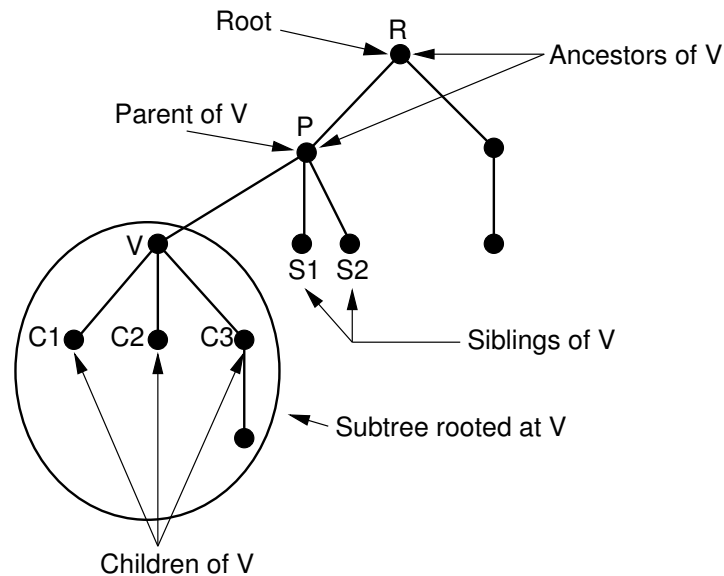 Root
R
Ancestors of V
Parent of V
P
V
S1
S2
C1
C2
C3
Siblings of V
Subtree rooted at V
Children of V